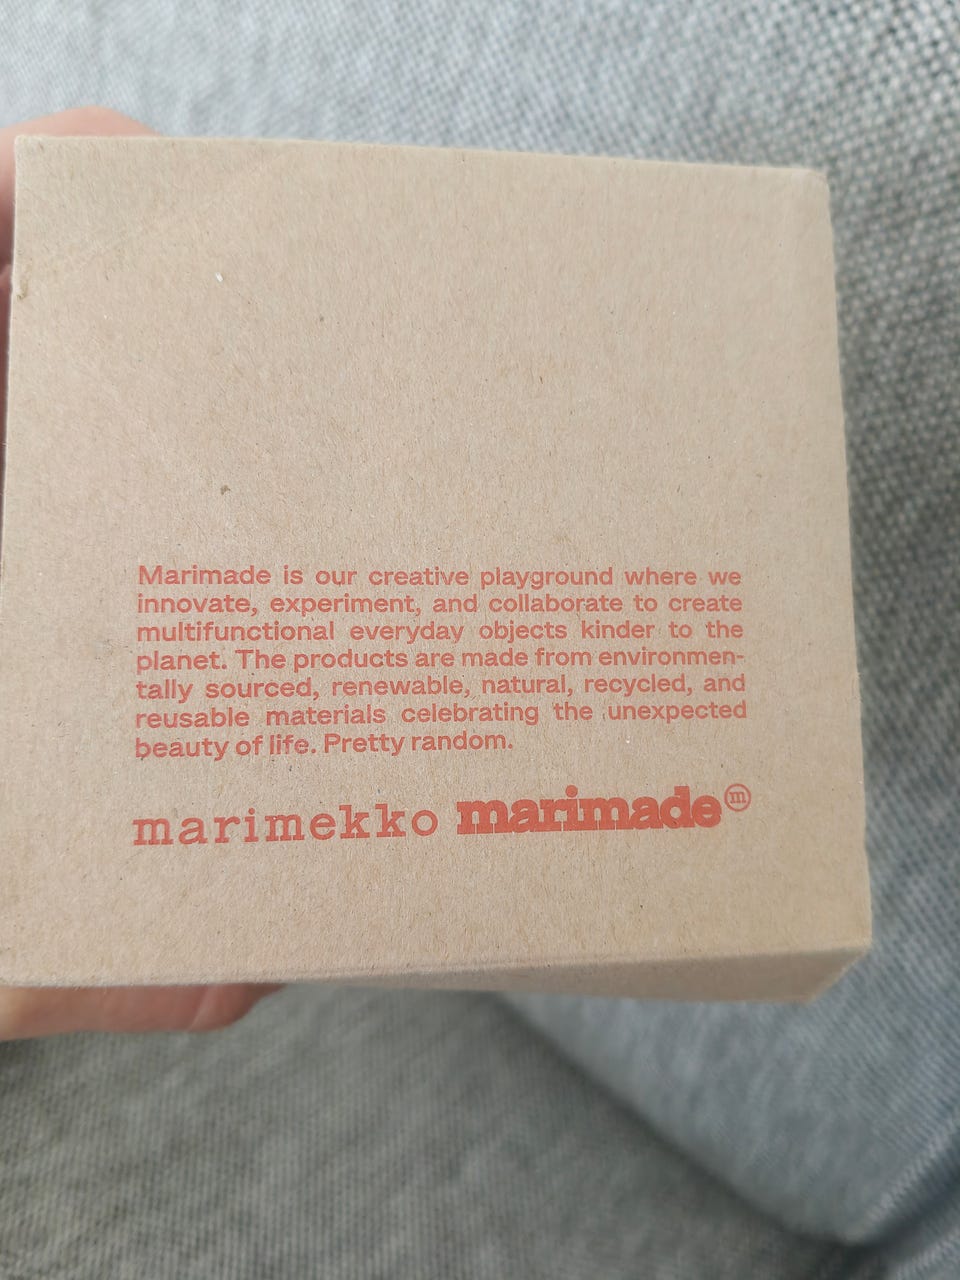 Marimade is our creative playground where we
innovate, experiment, and collaborate to create
multifunctional everyday objects kinder to the
planet. The products are made from environmen-
tally sourced, renewable, natural, recycled, and
reusable materials celebrating the unexpected
beauty of life. Pretty random.
marimekko marimade ⓜ